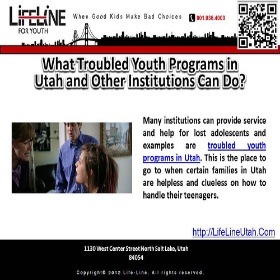 LIFELINE
FOR YOUTH
When Good Kids Make Bad Choices
801.936.4000
What Troubled Youth Programs in
Utah and Other Institutions Can Do?
Many institutions can provide service
and help for lost adolescents and
examples are troubled youth
programs in Utah. This is the place to
go to when certain families in Utah
are helpless and clueless on how to
handle their teenagers.
http://LifeLineUtah.Com
1130 West Center Street North Salt Lake, Utah
84054
Copyright© 2012 Life-Line. All rights reserved.